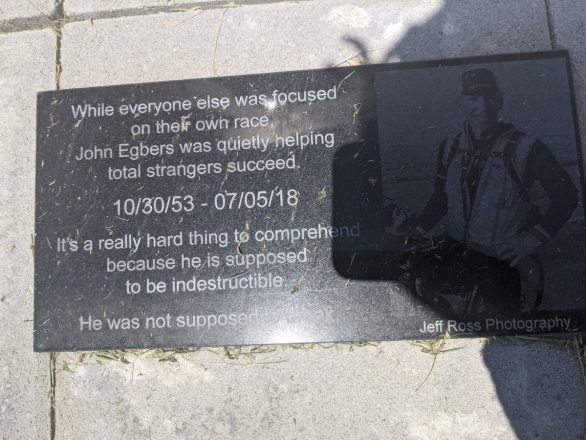 While everyone else was focused
on their own race,
John Egbers was quietly helping
total strangers succeed.
10/30/53 - 07/05/18
It's a really hard thing to comprehend
because he is supposed
to be indestructible.
He was not supposed
Jeff Ross Photography